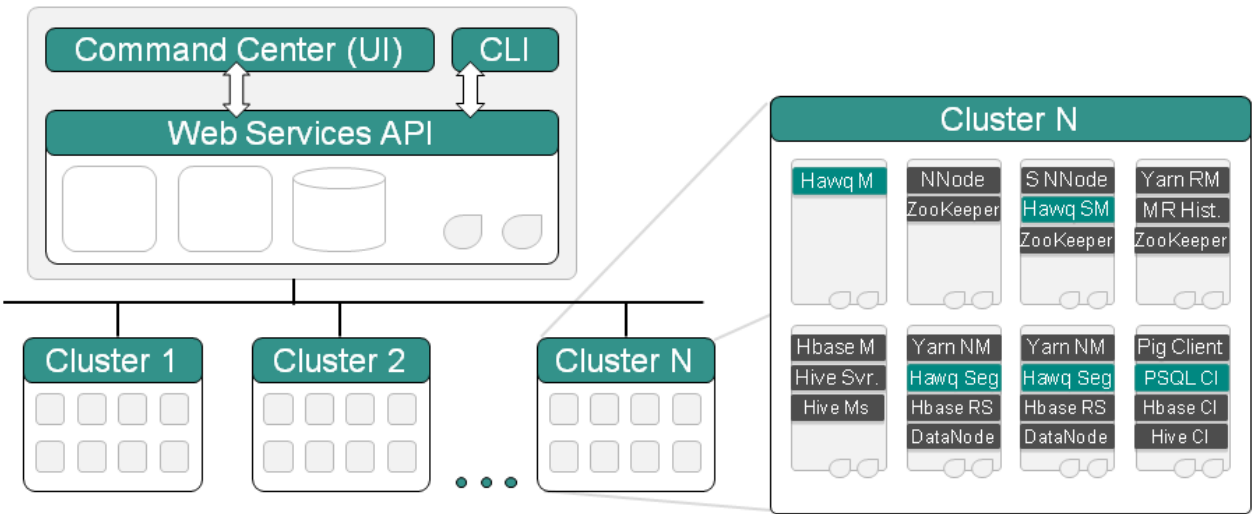 Command Center (UI)
CLI
Web Services API
Cluster 1
Cluster 2
Cluster N
Cluster N
Hawq M
NNode
ZooKeeper
S NNode
Hawq SM
ZooKeeper
Yarn RM
MR Hist.
ZooKeeper
Hbase M
Hive Svr.
Hive Ms
Yarn NM
Hawq Seg
Hbase RS
DataNode
Yarn NM
Hawq Seg
Hbase RS
DataNode
Pig Client
PSQL Cl
Hbase Cl
Hive Cl